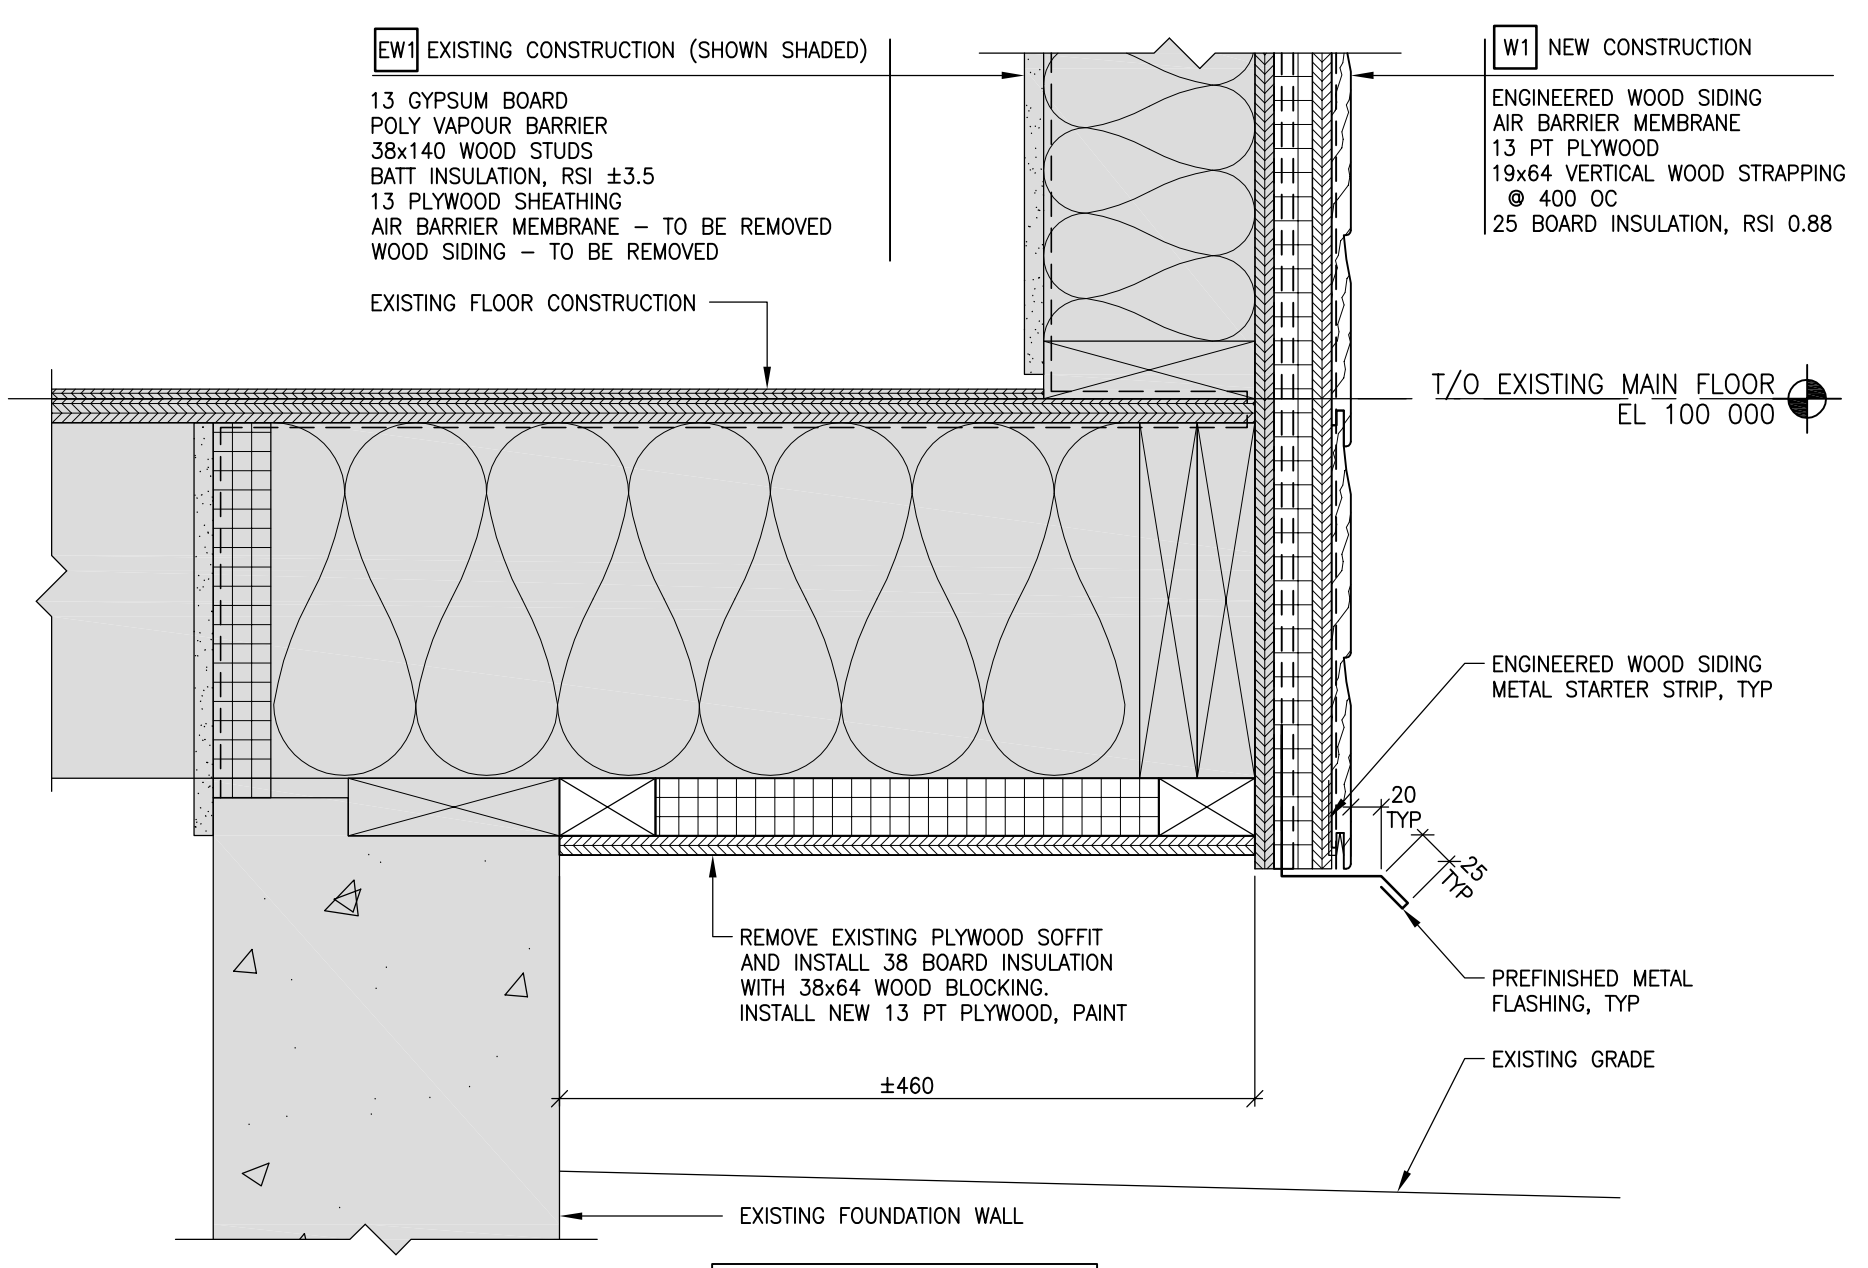 EW1 EXISTING CONSTRUCTION (SHOWN SHADED)
13 GYPSUM BOARD
POLY VAPOUR BARRIER
38x140 WOOD STUDS
BATT INSULATION, RSI ±3.5
13 PLYWOOD SHEATHING
AIR BARRIER MEMBRANE – TO BE REMOVED
WOOD SIDING – TO BE REMOVED
EXISTING FLOOR CONSTRUCTION
W1 NEW CONSTRUCTION
ENGINEERED WOOD SIDING
AIR BARRIER MEMBRANE
13 PT PLYWOOD
19x64 VERTICAL WOOD STRAPPING
@ 400 OC
25 BOARD INSULATION, RSI 0.88
T/O EXISTING MAIN FLOOR
EL 100 000
ENGINEERED WOOD SIDING
METAL STARTER STRIP, TYP
20
TYP
25
TYP
REMOVE EXISTING PLYWOOD SOFFIT
AND INSTALL 38 BOARD INSULATION
WITH 38x64 WOOD BLOCKING.
INSTALL NEW 13 PT PLYWOOD, PAINT
PREFINISHED METAL
FLASHING, TYP
EXISTING GRADE
±460
EXISTING FOUNDATION WALL